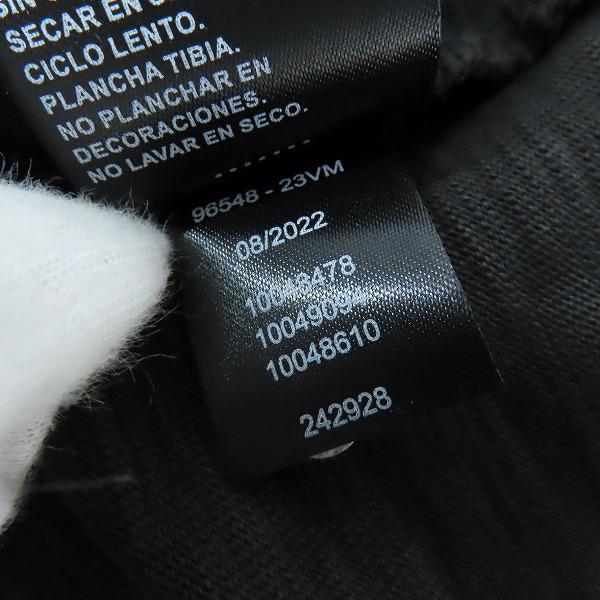 SIN
SECAR EN
CICLO LENTO.
PLANCHA TIBIA.
NO PLANCHAR EN
DECORACIONES.
NO LAVAR EN SECO.
.......
96548 - 23VM
08/2022
10048478
10049094
10048610
242928